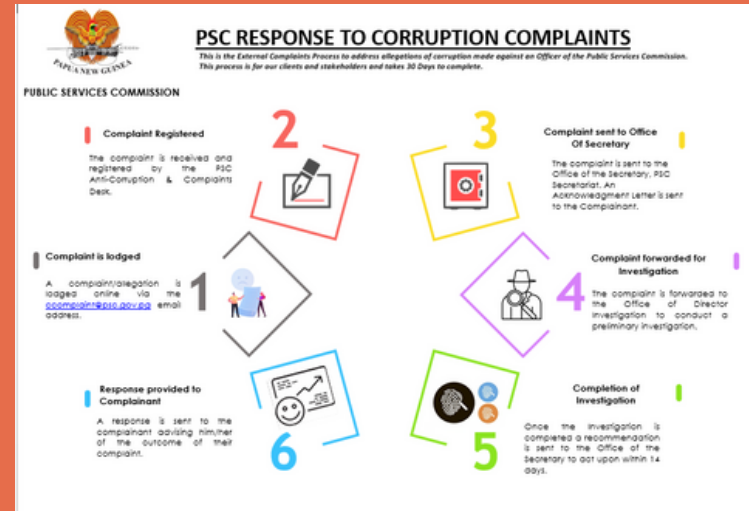 PAPUA NEW GUINEA
PSC RESPONSE TO CORRUPTION COMPLAINTS
This is the External Complaints Process to address allegations of corruption made against an Officer of the Public Services Commission.
This process is for our clients and stakeholders and takes 30 Days to complete.
PUBLIC SERVICES COMMISSION
1
Complaint is lodged
A complaint/allegation is
lodged online via the
email
address.
2
Complaint Registered
The complaint is received and
registered by the PSC
Anti-Corruption & Complaints
Desk.
3
Complaint sent to Office
Of Secretary
The complaint is sent to the
Office of the Secretary, PSC
Secretariat. An
Acknowledgment Letter is sent
to the Complainant.
4
Complaint forwarded for
Investigation
The complaint is forwarded to
the Office of Director
Investigation to conduct a
preliminary investigation.
5
Completion of
Investigation
Once the investigation is
completed a recommendation
is sent to the Office of the
Secretary to act upon within 14
days.
6
Response provided to
Complainant
A response is sent to the
complainant advising him/her
of the outcome of their
complaint.